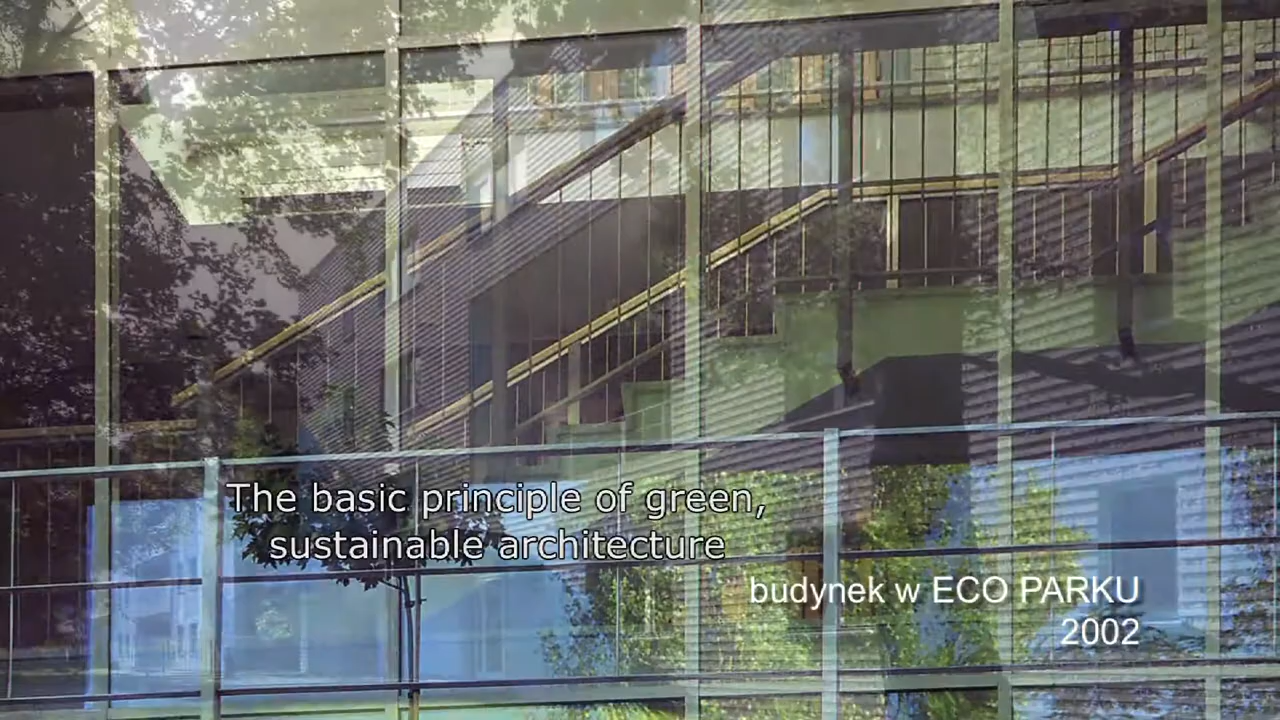 The basic principle of green,
sustainable architecture
budynek w ECO PARKU
2002